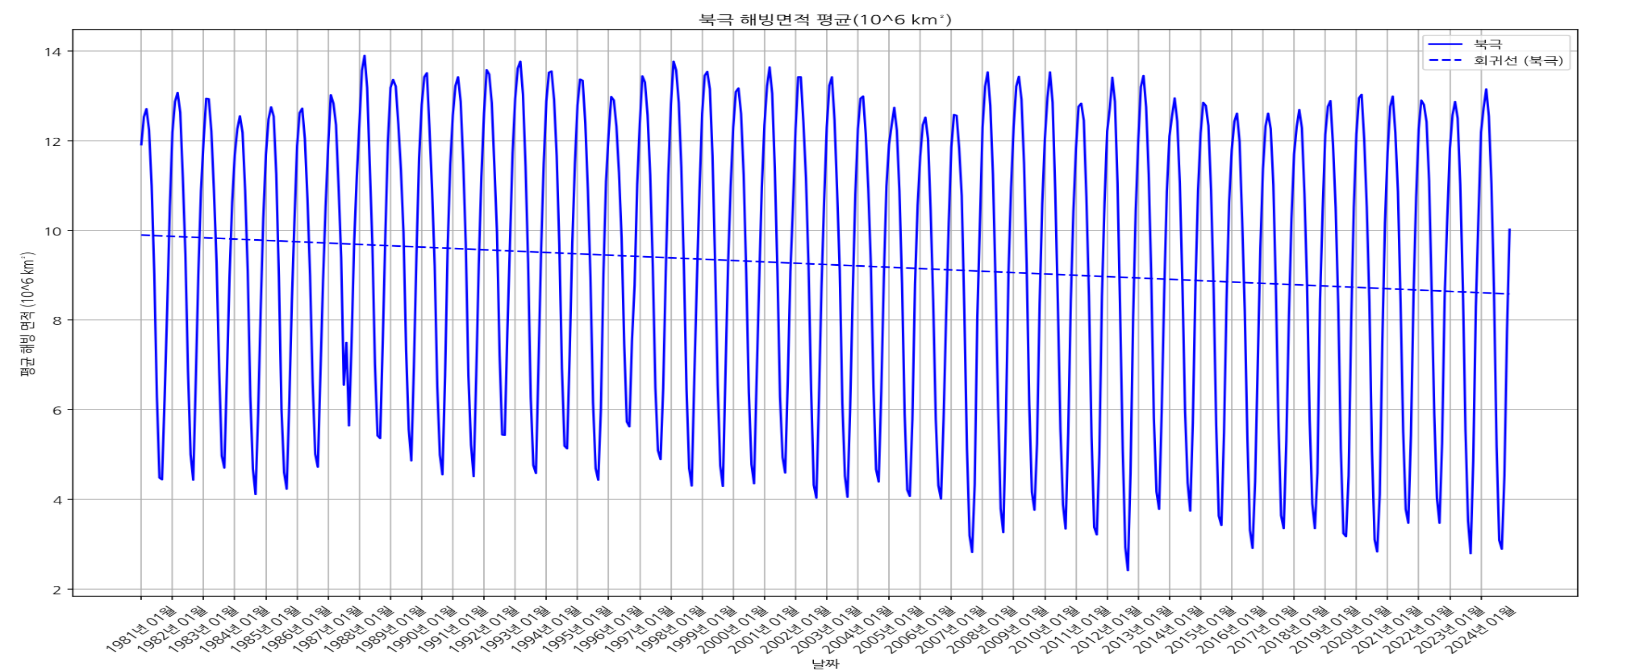 북극 해빙면적 평균(10^6 km²)
북극
회귀선 (북극)
평균 해빙 면적 (10^6 km²)
14
12
10
8
6
4
2
1981년 01월
1982년 01월
1983년 01월
1984년 01월
1985년 01월
1986년 01월
1987년 01월
1988년 01월
1989년 01월
1990년 01월
1991년 01월
1992년 01월
1993년 01월
1994년 01월
1995년 01월
1996년 01월
1997년 01월
1998년 01월
1999년 01월
2000년 01월
2001년 01월
2002년 01월
2003년 01월
2004년 01월
2005년 01월
2006년 01월
2007년 01월
2008년 01월
2009년 01월
2010년 01월
2011년 01월
2012년 01월
2013년 01월
2014년 01월
2015년 01월
2016년 01월
2017년 01월
2018년 01월
2019년 01월
2020년 01월
2021년 01월
2022년 01월
2023년 01월
2024년 01월
날짜